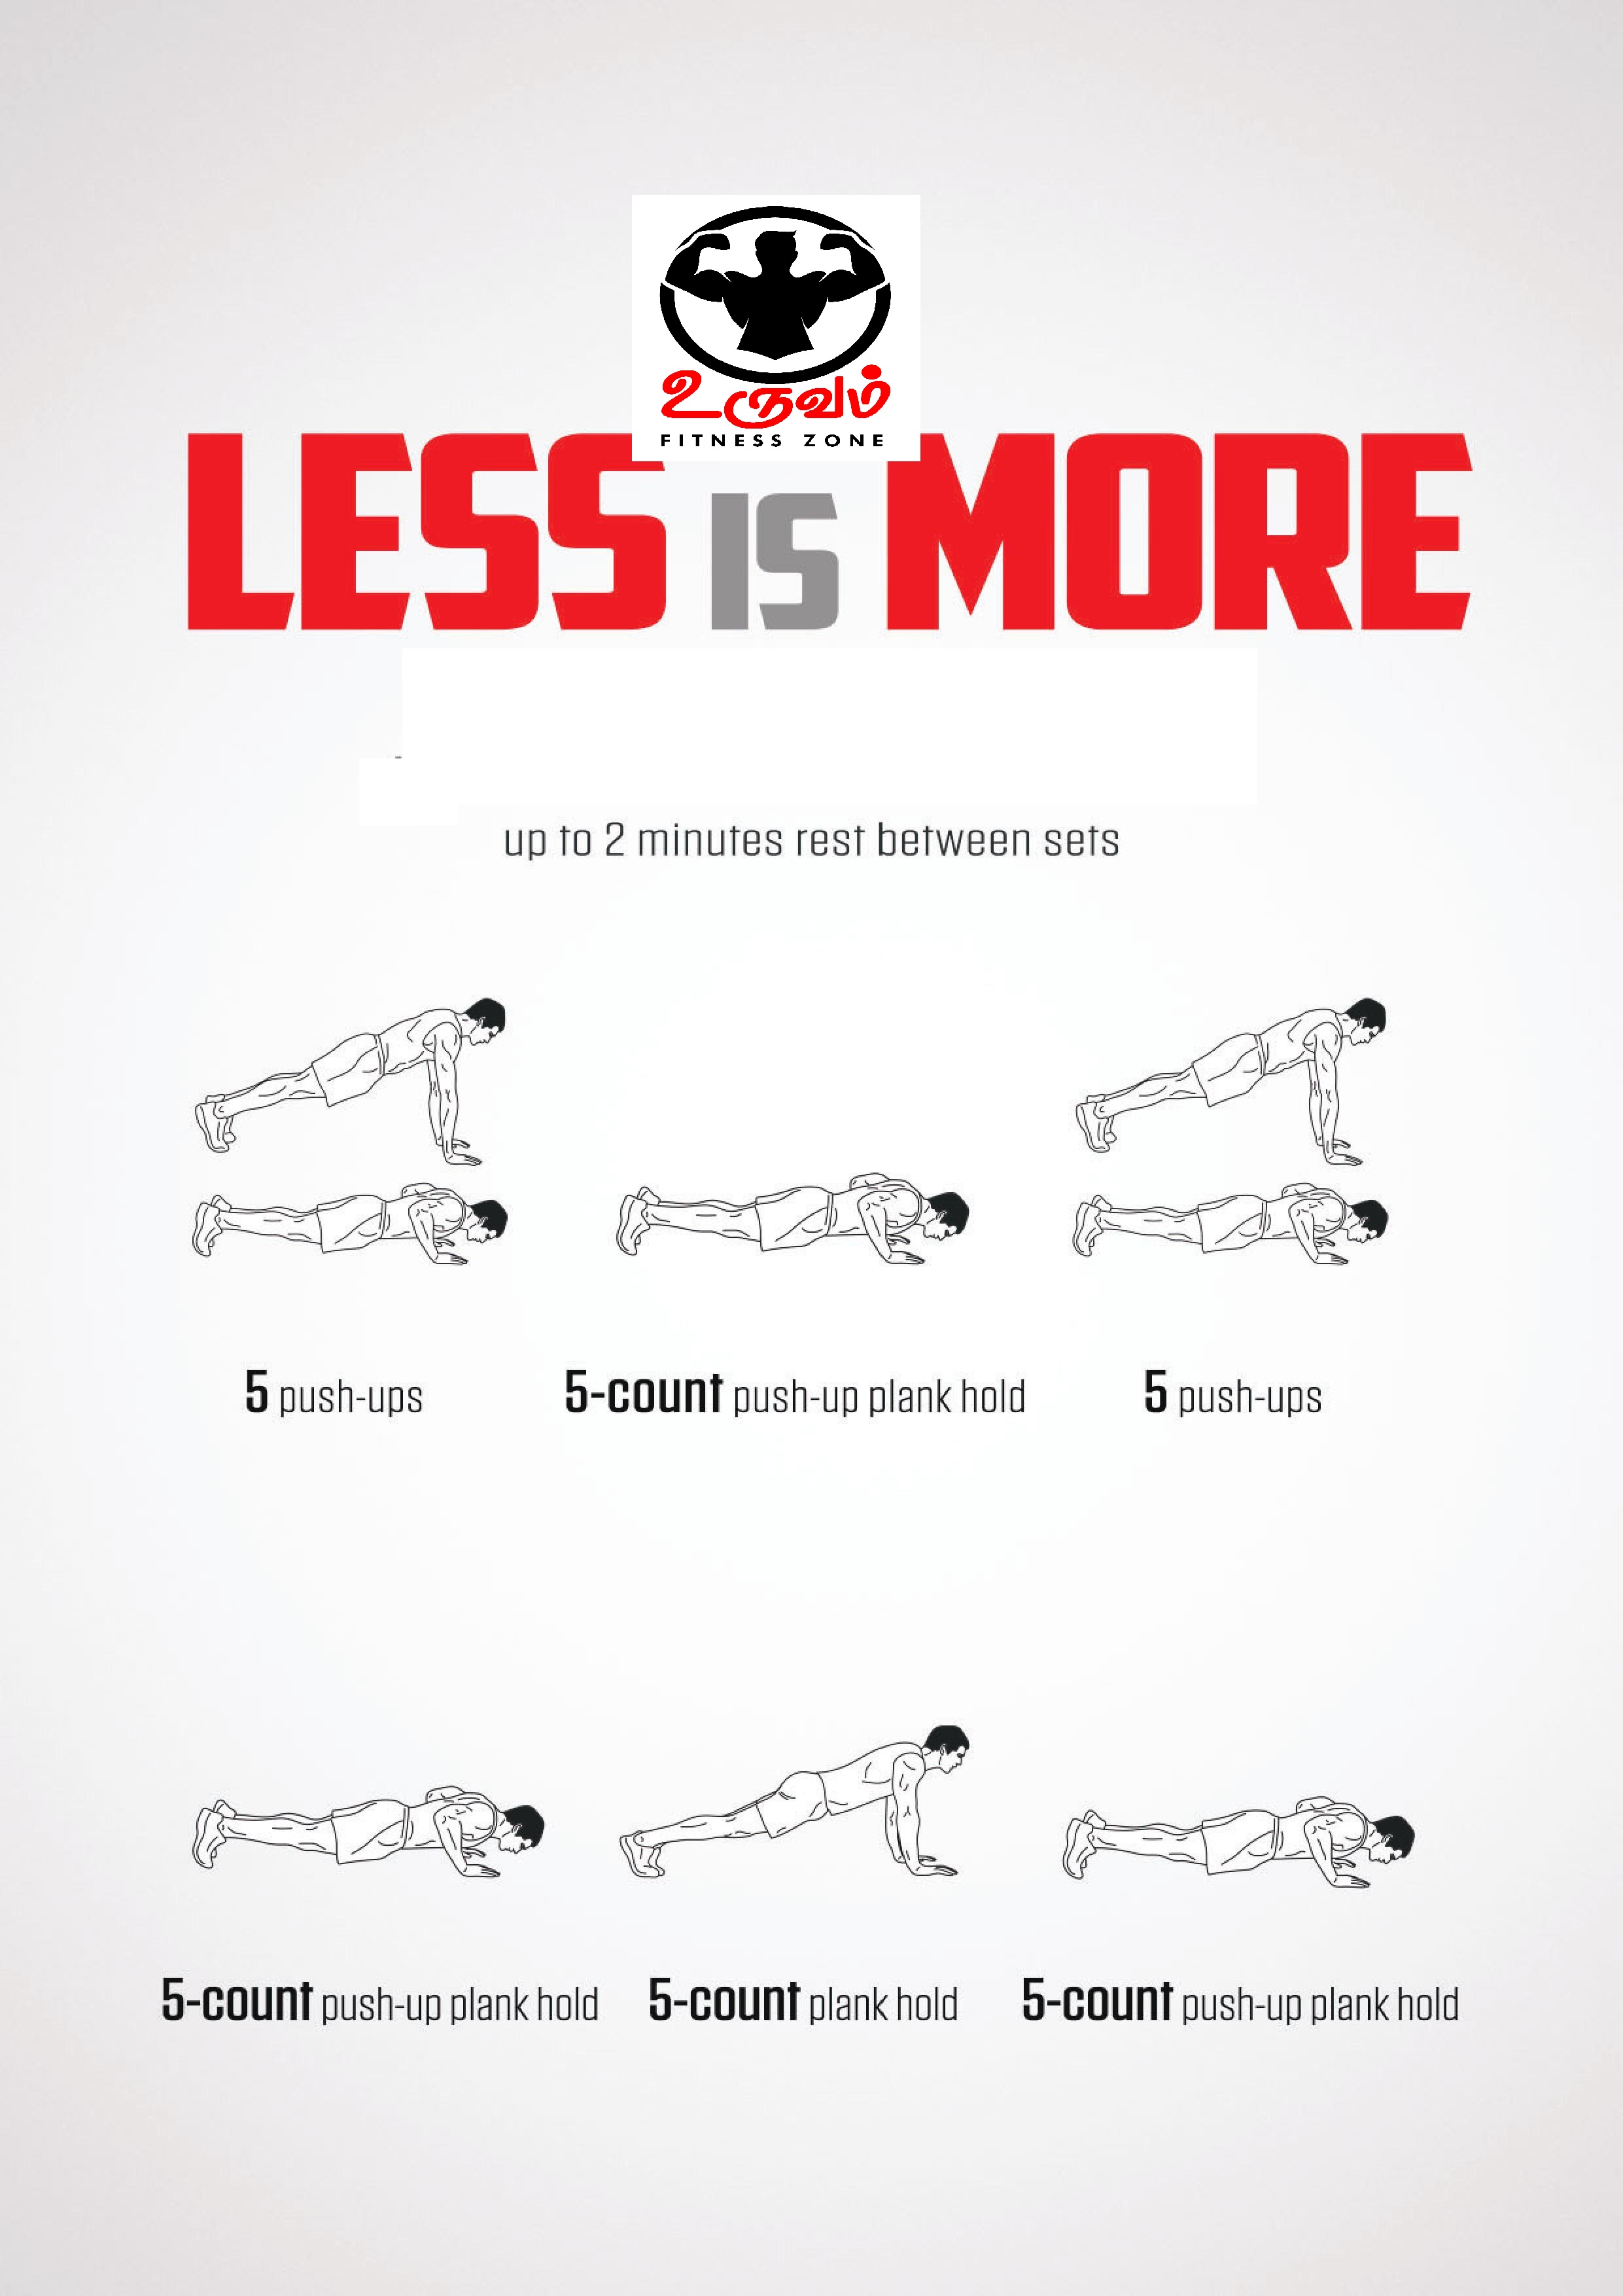 உருவம்
FITNESS ZONE
LESS IS MORE
up to 2 minutes rest between sets
5 push-ups
5-count push-up plank hold
5 push-ups
5-count push-up plank hold
5-count plank hold
5-count push-up plank hold